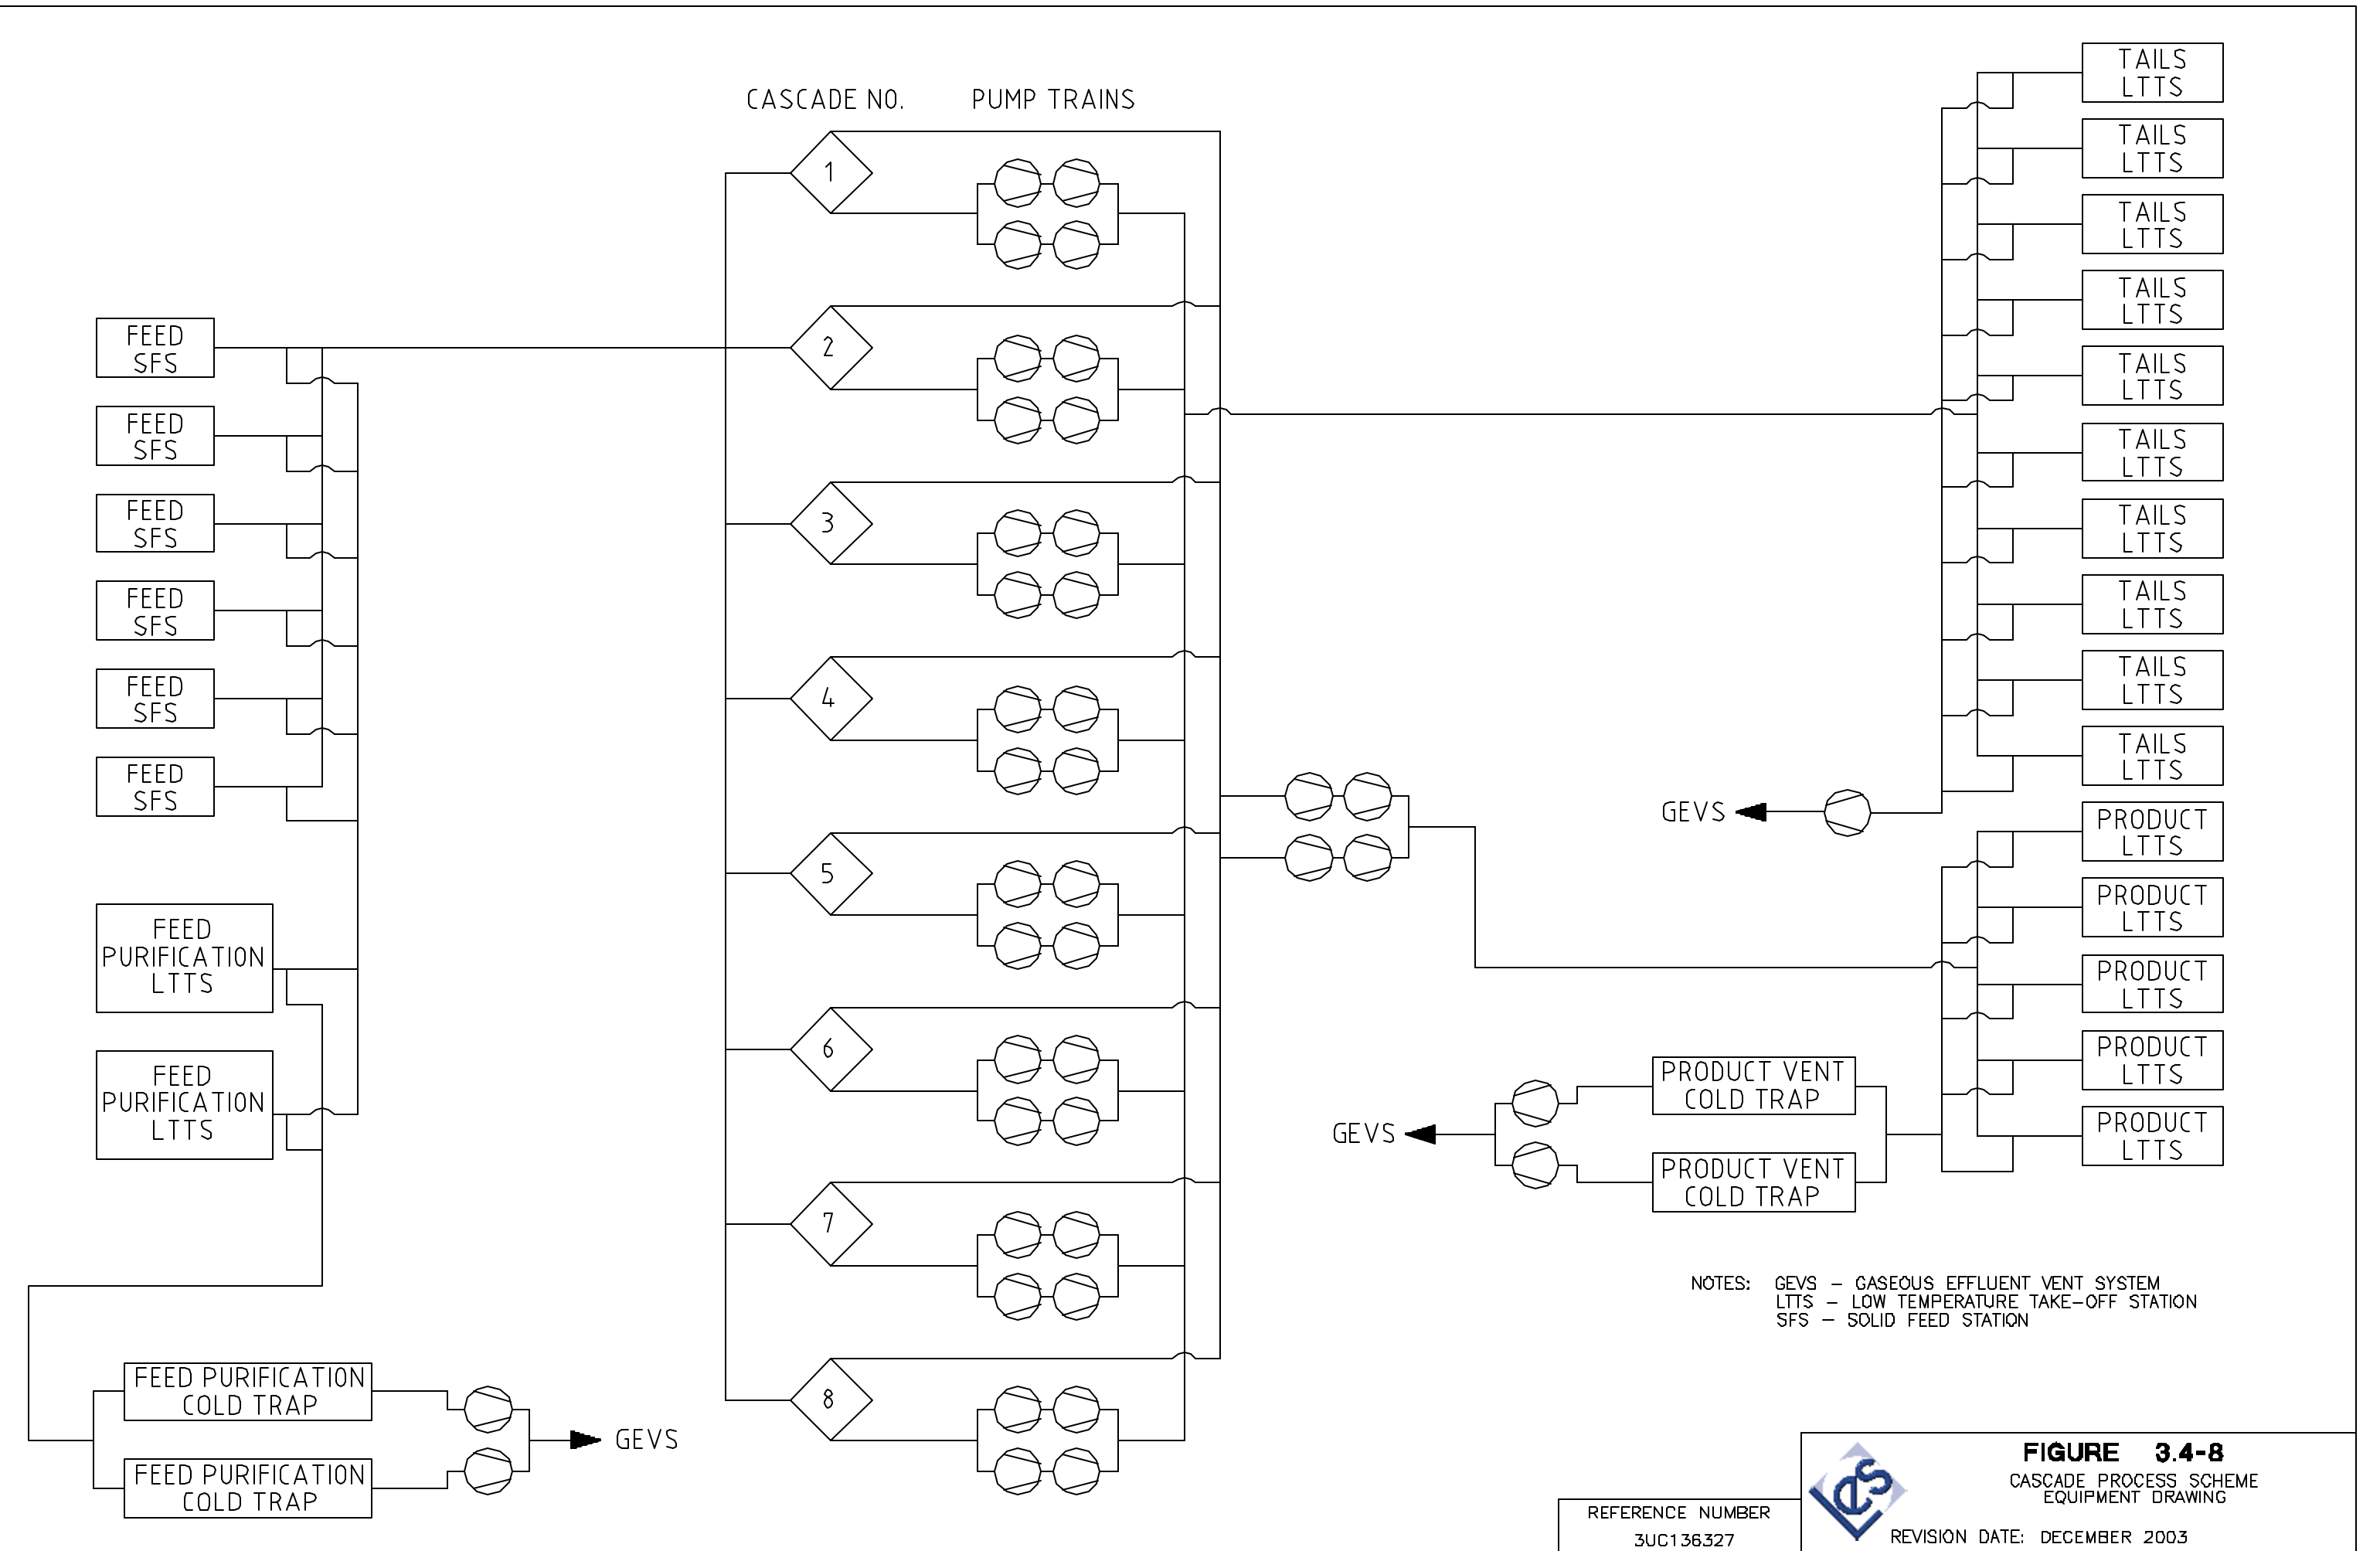 CASCADE NO. PUMP TRAINS
FEED
SFS
FEED
SFS
FEED
SFS
FEED
SFS
FEED
SFS
FEED
SFS
FEED
PURIFICATION
LTTS
FEED
PURIFICATION
LTTS
FEED PURIFICATION
COLD TRAP
FEED PURIFICATION
COLD TRAP
GEVS
1
2
3
4
5
6
7
8
TAILS
LTTS
TAILS
LTTS
TAILS
LTTS
TAILS
LTTS
TAILS
LTTS
TAILS
LTTS
TAILS
LTTS
TAILS
LTTS
TAILS
LTTS
TAILS
LTTS
GEVS
PRODUCT
LTTS
PRODUCT
LTTS
PRODUCT
LTTS
PRODUCT
LTTS
PRODUCT
LTTS
GEVS
PRODUCT VENT
COLD TRAP
PRODUCT VENT
COLD TRAP
NOTES: GEVS – GASEOUS EFFLUENT VENT SYSTEM
LTTS – LOW TEMPERATURE TAKE–OFF STATION
SFS – SOLID FEED STATION
REFERENCE NUMBER
3UC136327
LES
FIGURE 3.4-8
CASCADE PROCESS SCHEME
EQUIPMENT DRAWING
REVISION DATE: DECEMBER 2003